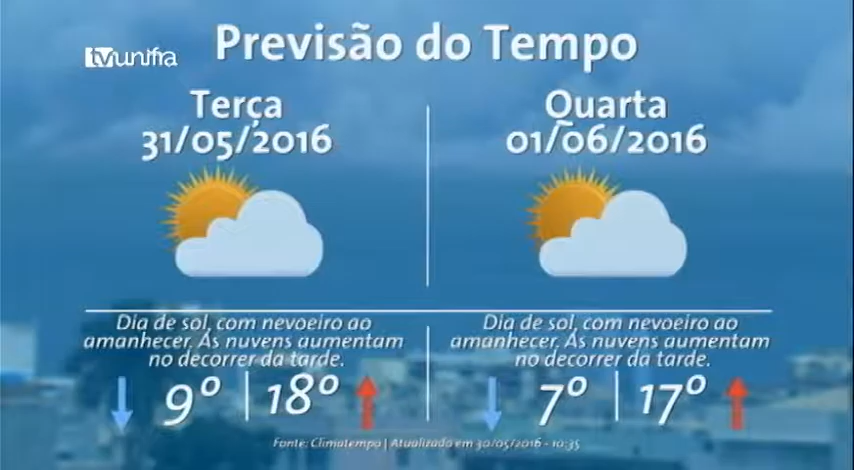 tvunifra
Previsão do Tempo
Terça
31/05/2016
Quarta
01/06/2016
Dia de sol, com nevoeiro ao
amanhecer. As nuvens aumentam
no decorrer da tarde.
Dia de sol, com nevoeiro ao
amanhecer. As nuvens aumentam
no decorrer da tarde.
9º | 18º
7º | 17º
Fonte: Climatempo | Atualizado em 30/05/2016 - 10:35